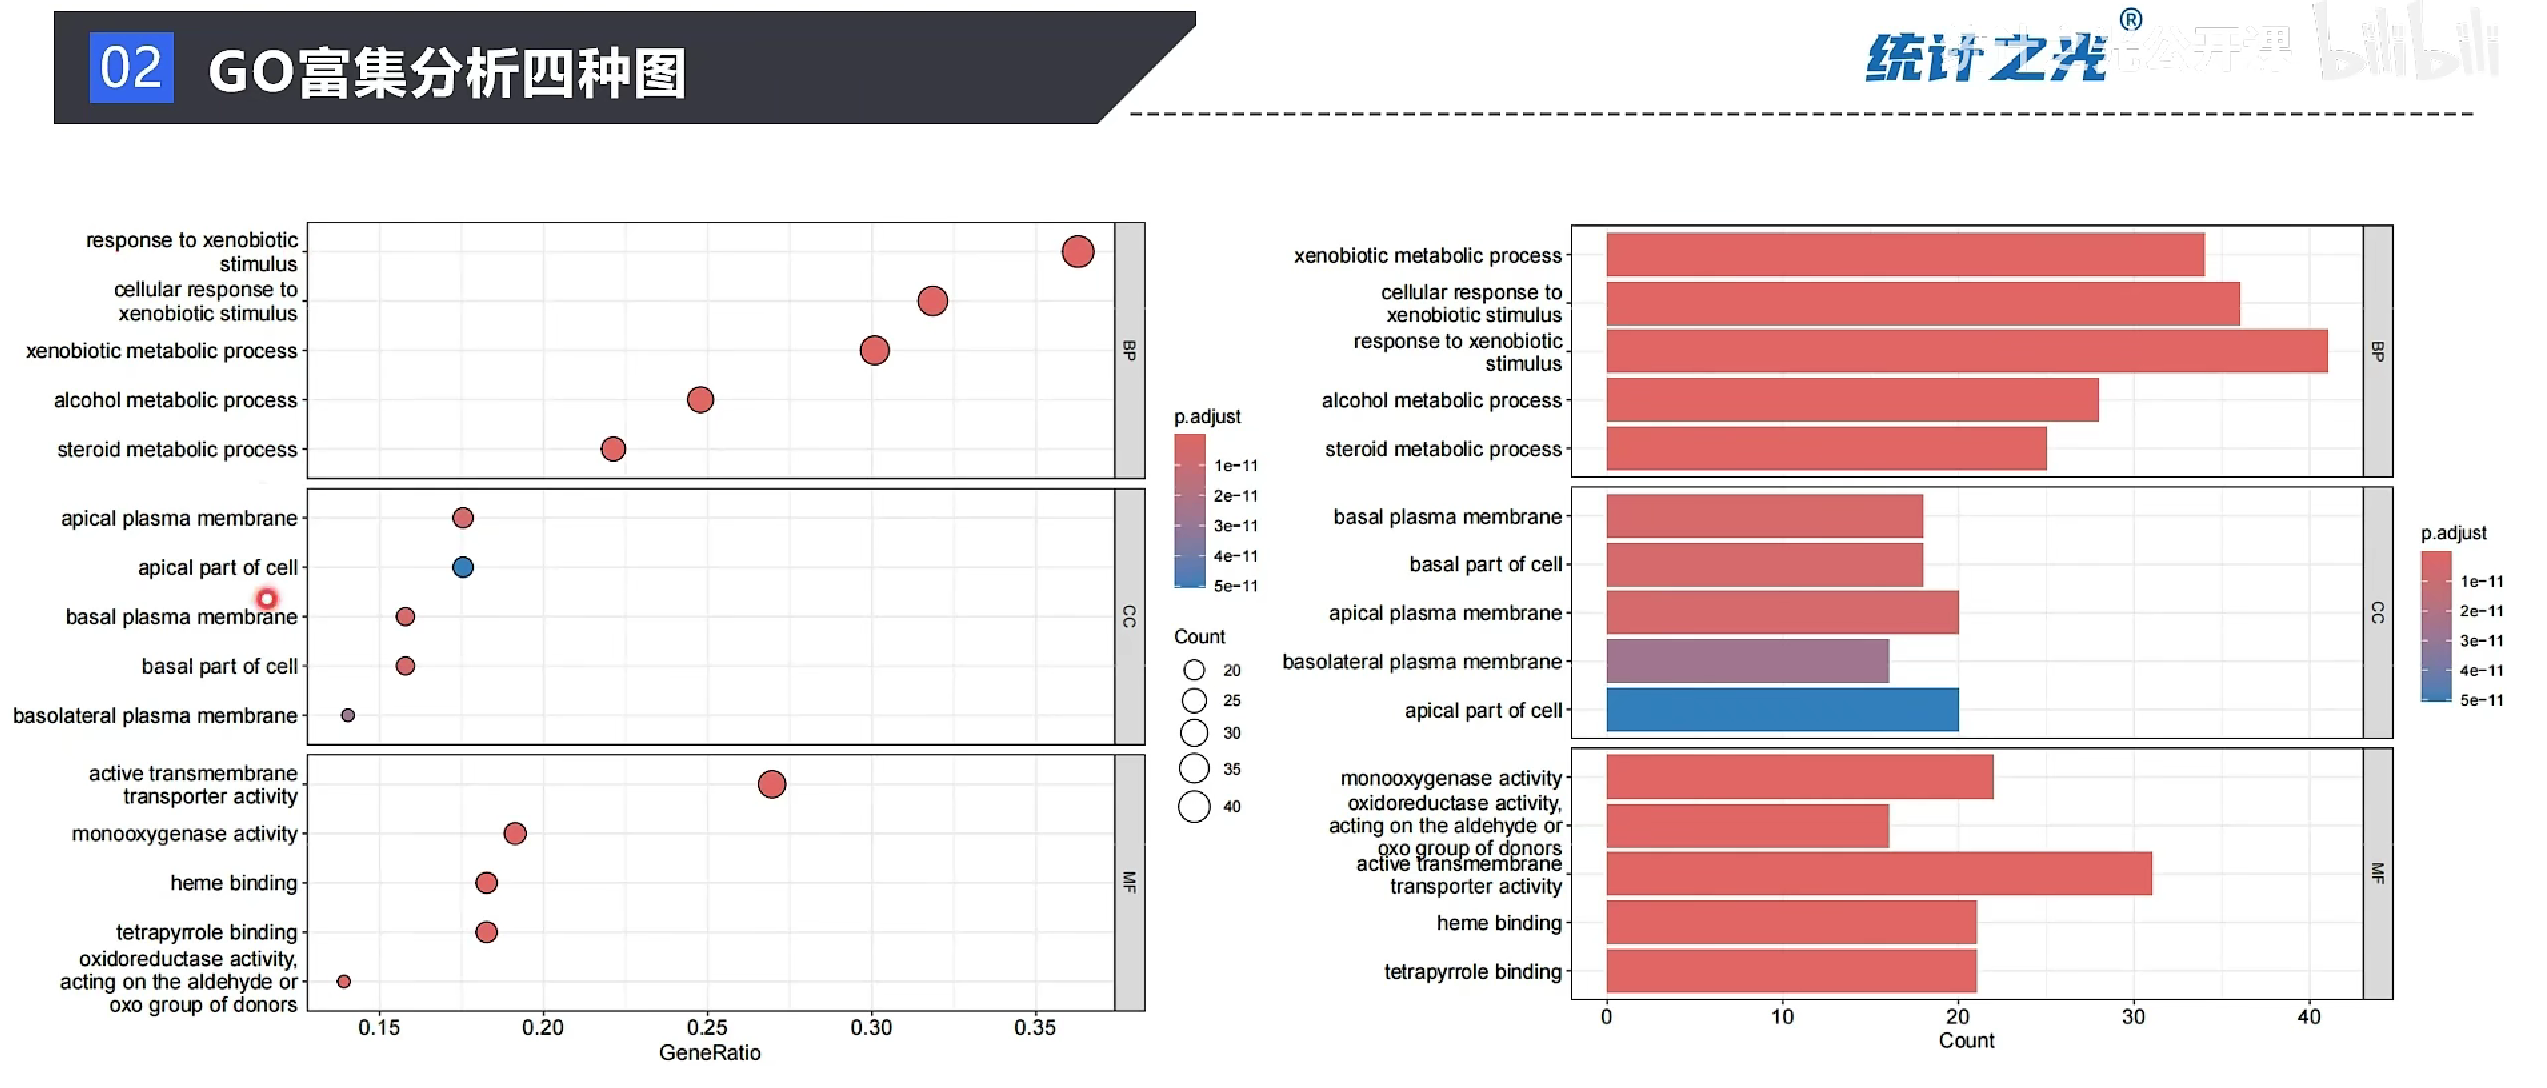 02
GO富集分析四种图
统计之光®
统计之光公开课
bilibili
response to xenobiotic
stimulus
cellular response to
xenobiotic stimulus
xenobiotic metabolic process
alcohol metabolic process
steroid metabolic process
BP
apical plasma membrane
apical part of cell
basal plasma membrane
basal part of cell
basolateral plasma membrane
CC
active transmembrane
transporter activity
monooxygenase activity
heme binding
tetrapyrrole binding
oxidoreductase activity,
acting on the aldehyde or
oxo group of donors
MF
0.15 0.20 0.25 0.30 0.35
GeneRatio
p.adjust
1e−11
2e−11
3e−11
4e−11
5e−11
Count
20
25
30
35
40
xenobiotic metabolic process
cellular response to
xenobiotic stimulus
response to xenobiotic
stimulus
alcohol metabolic process
steroid metabolic process
BP
basal plasma membrane
basal part of cell
apical plasma membrane
basolateral plasma membrane
apical part of cell
CC
monooxygenase activity
oxidoreductase activity,
acting on the aldehyde or
oxo group of donors
active transmembrane
transporter activity
heme binding
tetrapyrrole binding
MF
0 10 20 30 40
Count
p.adjust
1e−11
2e−11
3e−11
4e−11
5e−11